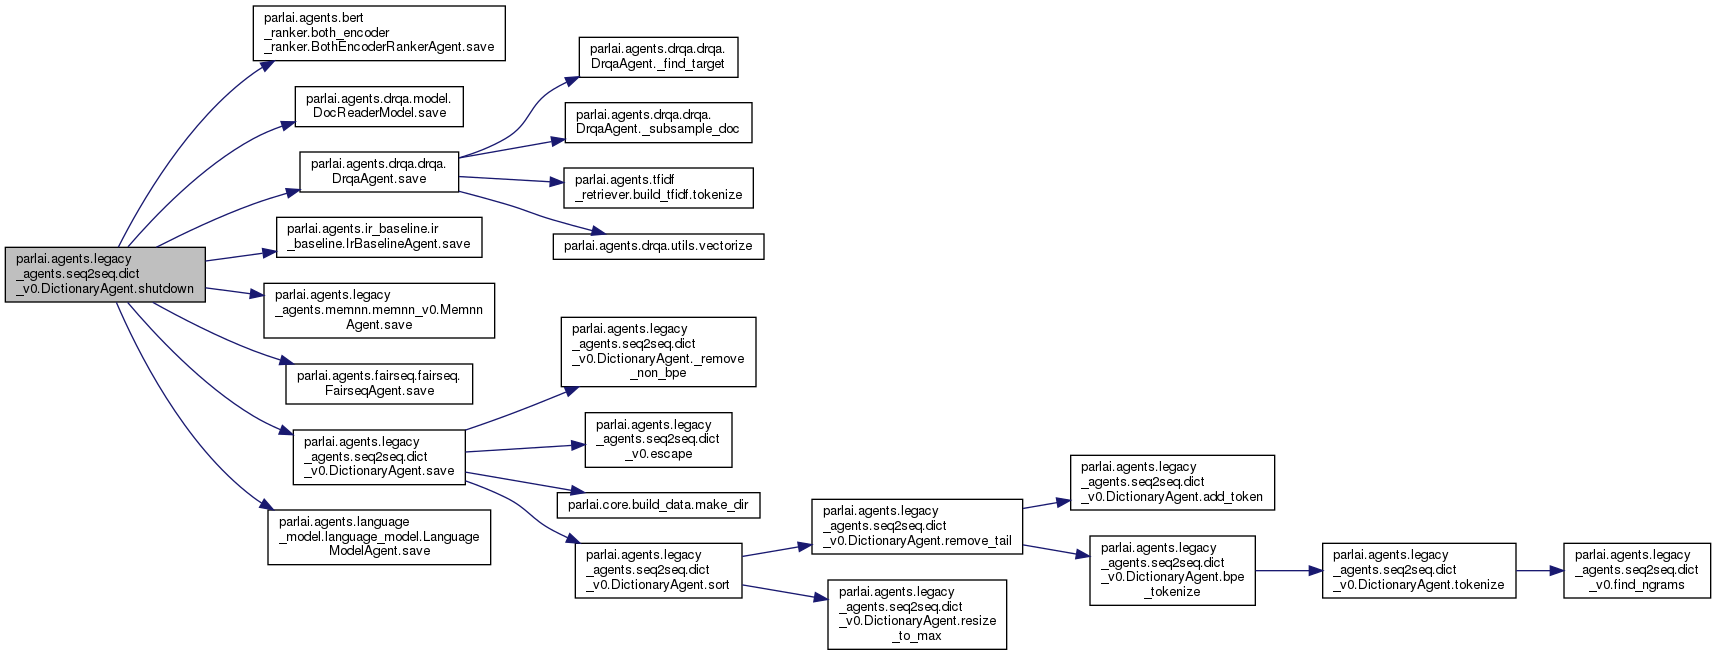 parlai.agents.legacy
_agents.seq2seq.dict
_v0.DictionaryAgent.shutdown
parlai.agents.bert
_ranker.both_encoder
_ranker.BothEncoderRankerAgent.save
parlai.agents.drqa.model.
DocReaderModel.save
parlai.agents.drqa.drqa.
DrqaAgent.save
parlai.agents.drqa.drqa.
DrqaAgent._find_target
parlai.agents.drqa.drqa.
DrqaAgent._subsample_doc
parlai.agents.tfidf
_retriever.build_tfidf.tokenize
parlai.agents.drqa.utils.vectorize
parlai.agents.ir_baseline.ir
_baseline.IrBaselineAgent.save
parlai.agents.legacy
_agents.memnn.memnn_v0.Memnn
Agent.save
parlai.agents.fairseq.fairseq.
FairseqAgent.save
parlai.agents.legacy
_agents.seq2seq.dict
_v0.DictionaryAgent.save
parlai.agents.legacy
_agents.seq2seq.dict
_v0.DictionaryAgent._remove
_non_bpe
parlai.agents.legacy
_agents.seq2seq.dict
_v0.escape
parlai.core.build_data.make_dir
parlai.agents.legacy
_agents.seq2seq.dict
_v0.DictionaryAgent.sort
parlai.agents.legacy
_agents.seq2seq.dict
_v0.DictionaryAgent.remove_tail
parlai.agents.legacy
_agents.seq2seq.dict
_v0.DictionaryAgent.add_token
parlai.agents.legacy
_agents.seq2seq.dict
_v0.DictionaryAgent.bpe
_tokenize
parlai.agents.legacy
_agents.seq2seq.dict
_v0.DictionaryAgent.tokenize
parlai.agents.legacy
_agents.seq2seq.dict
_v0.find_ngrams
parlai.agents.legacy
_agents.seq2seq.dict
_v0.DictionaryAgent.resize
_to_max
parlai.agents.language
_model.language_model.Language
ModelAgent.save